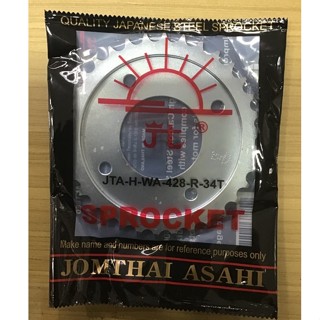 QUALITY JAPANESE STEEL SPROCKET
Jt®
JTA-H-WA-428-R-34T
SPROCKET
Make name and numbers are for reference purposes only
JOMTHAI ASAHI